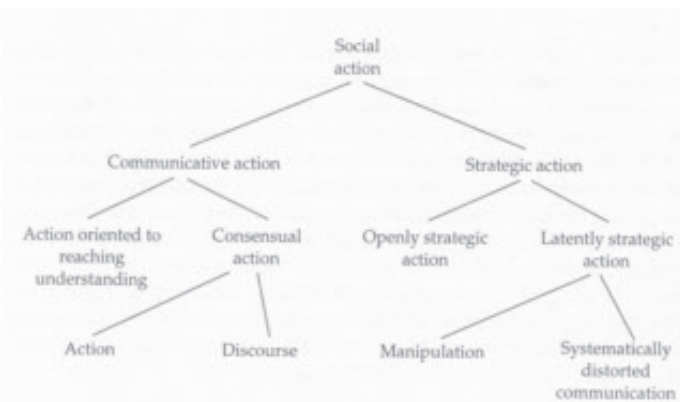 Social
action
Communicative action
Strategic action
Action oriented to
reaching
understanding
Consensual
action
Openly strategic
action
Latently strategic
action
Action
Discourse
Manipulation
Systematically
distorted
communication